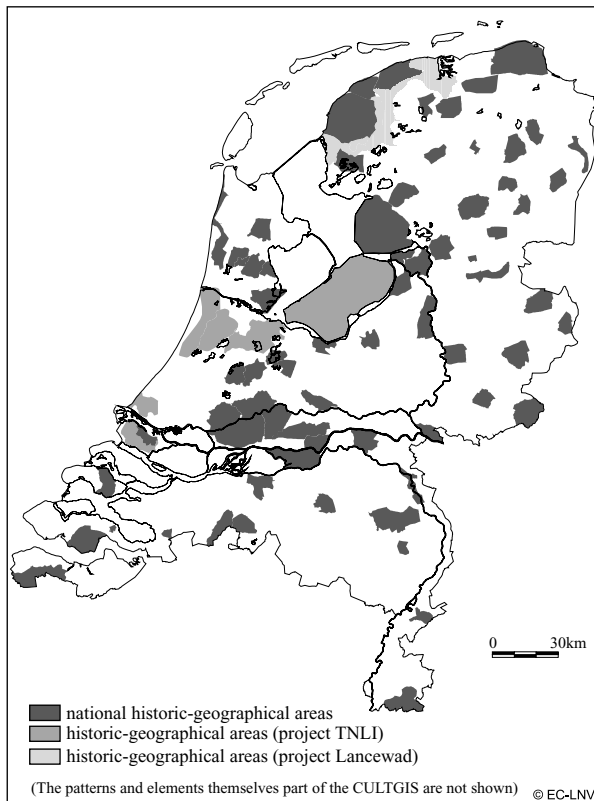 0 30km
national historic-geographical areas
historic-geographical areas (project TNLI)
historic-geographical areas (project Lancewad)
(The patterns and elements themselves part of the CULTGIS are not shown)
© EC-LNV